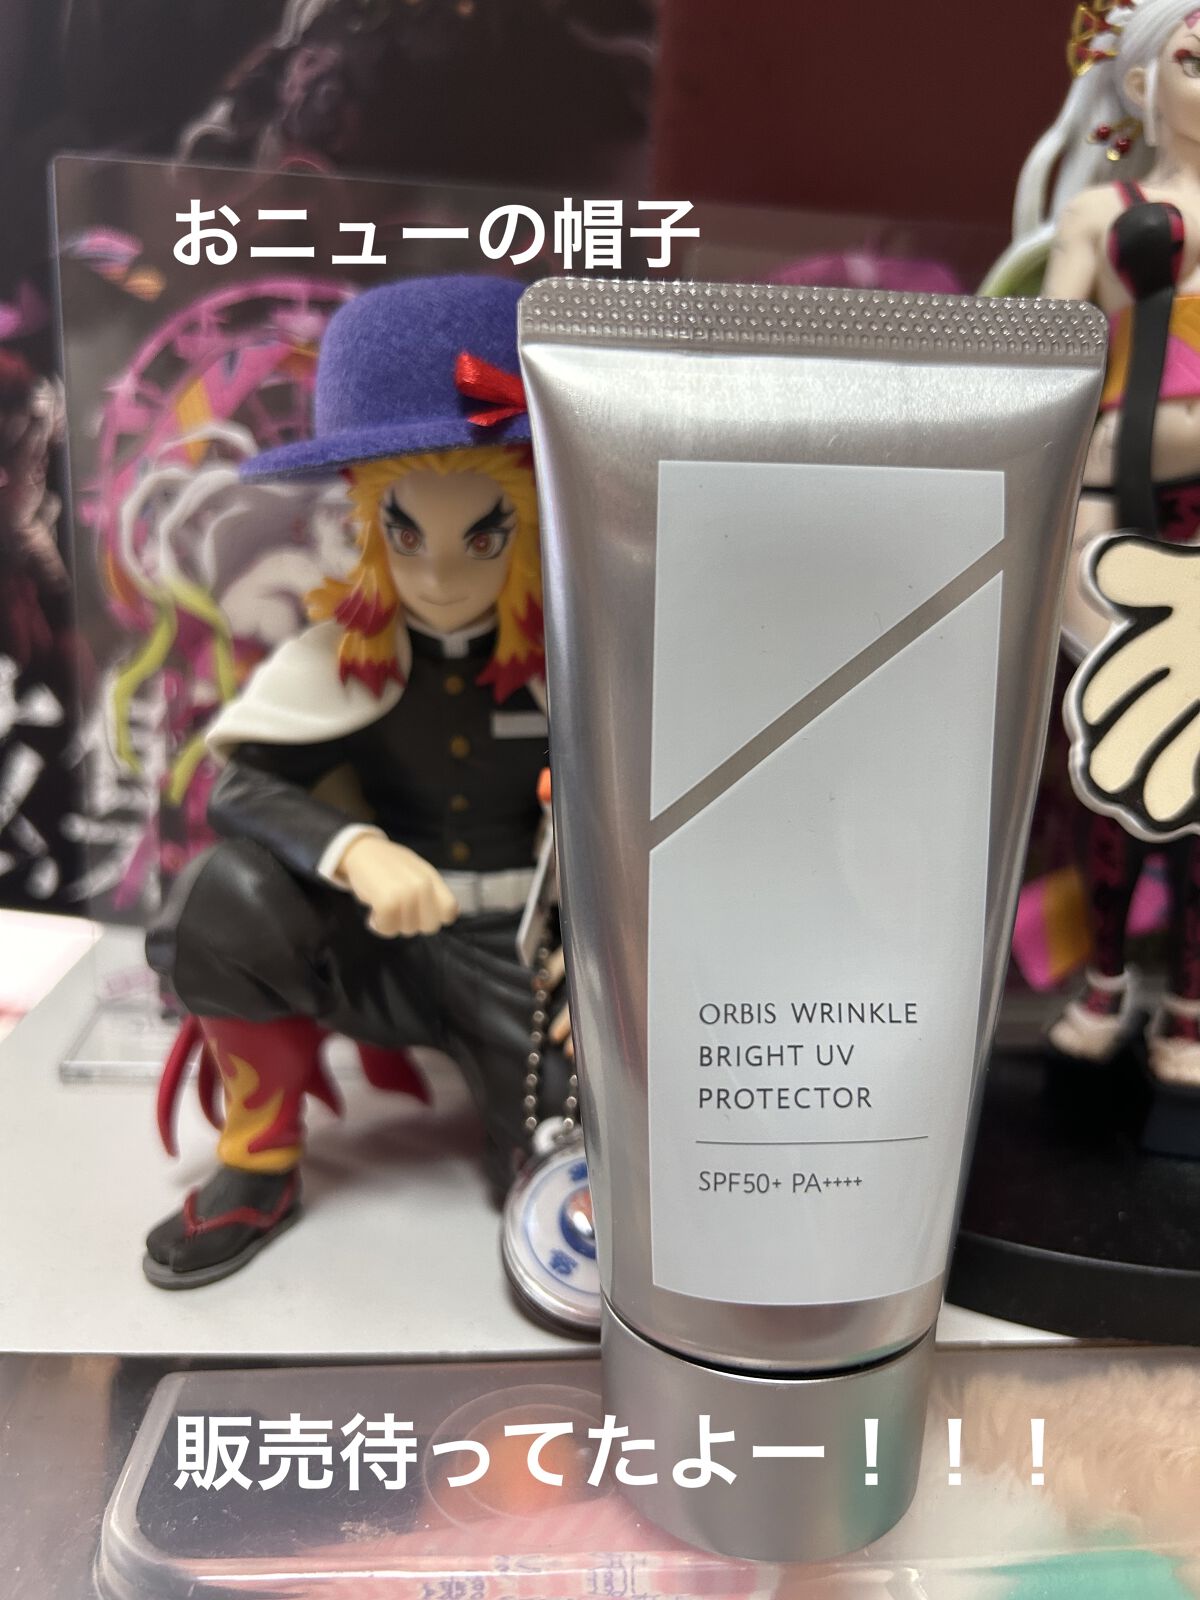 おニューの帽子
ORBIS WRINKLE
BRIGHT UV
PROTECTOR
SPF50+ PA++++
販売待ってたよー！！！